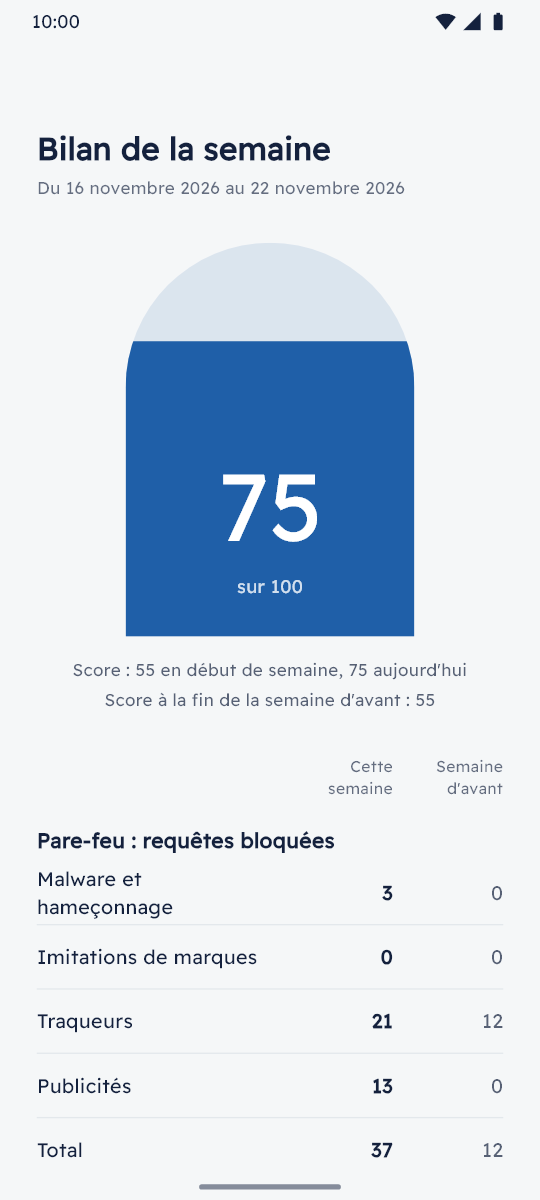 10:00
Bilan de la semaine
Du 16 novembre 2026 au 22 novembre 2026
75
sur 100
Score : 55 en début de semaine, 75 aujourd'hui
Score à la fin de la semaine d'avant : 55
Cette semaine
Semaine d'avant
Pare-feu : requêtes bloquées
Malware et hameçonnage 3 0
Imitations de marques 0 0
Traqueurs 21 12
Publicités 13 0
Total 37 12